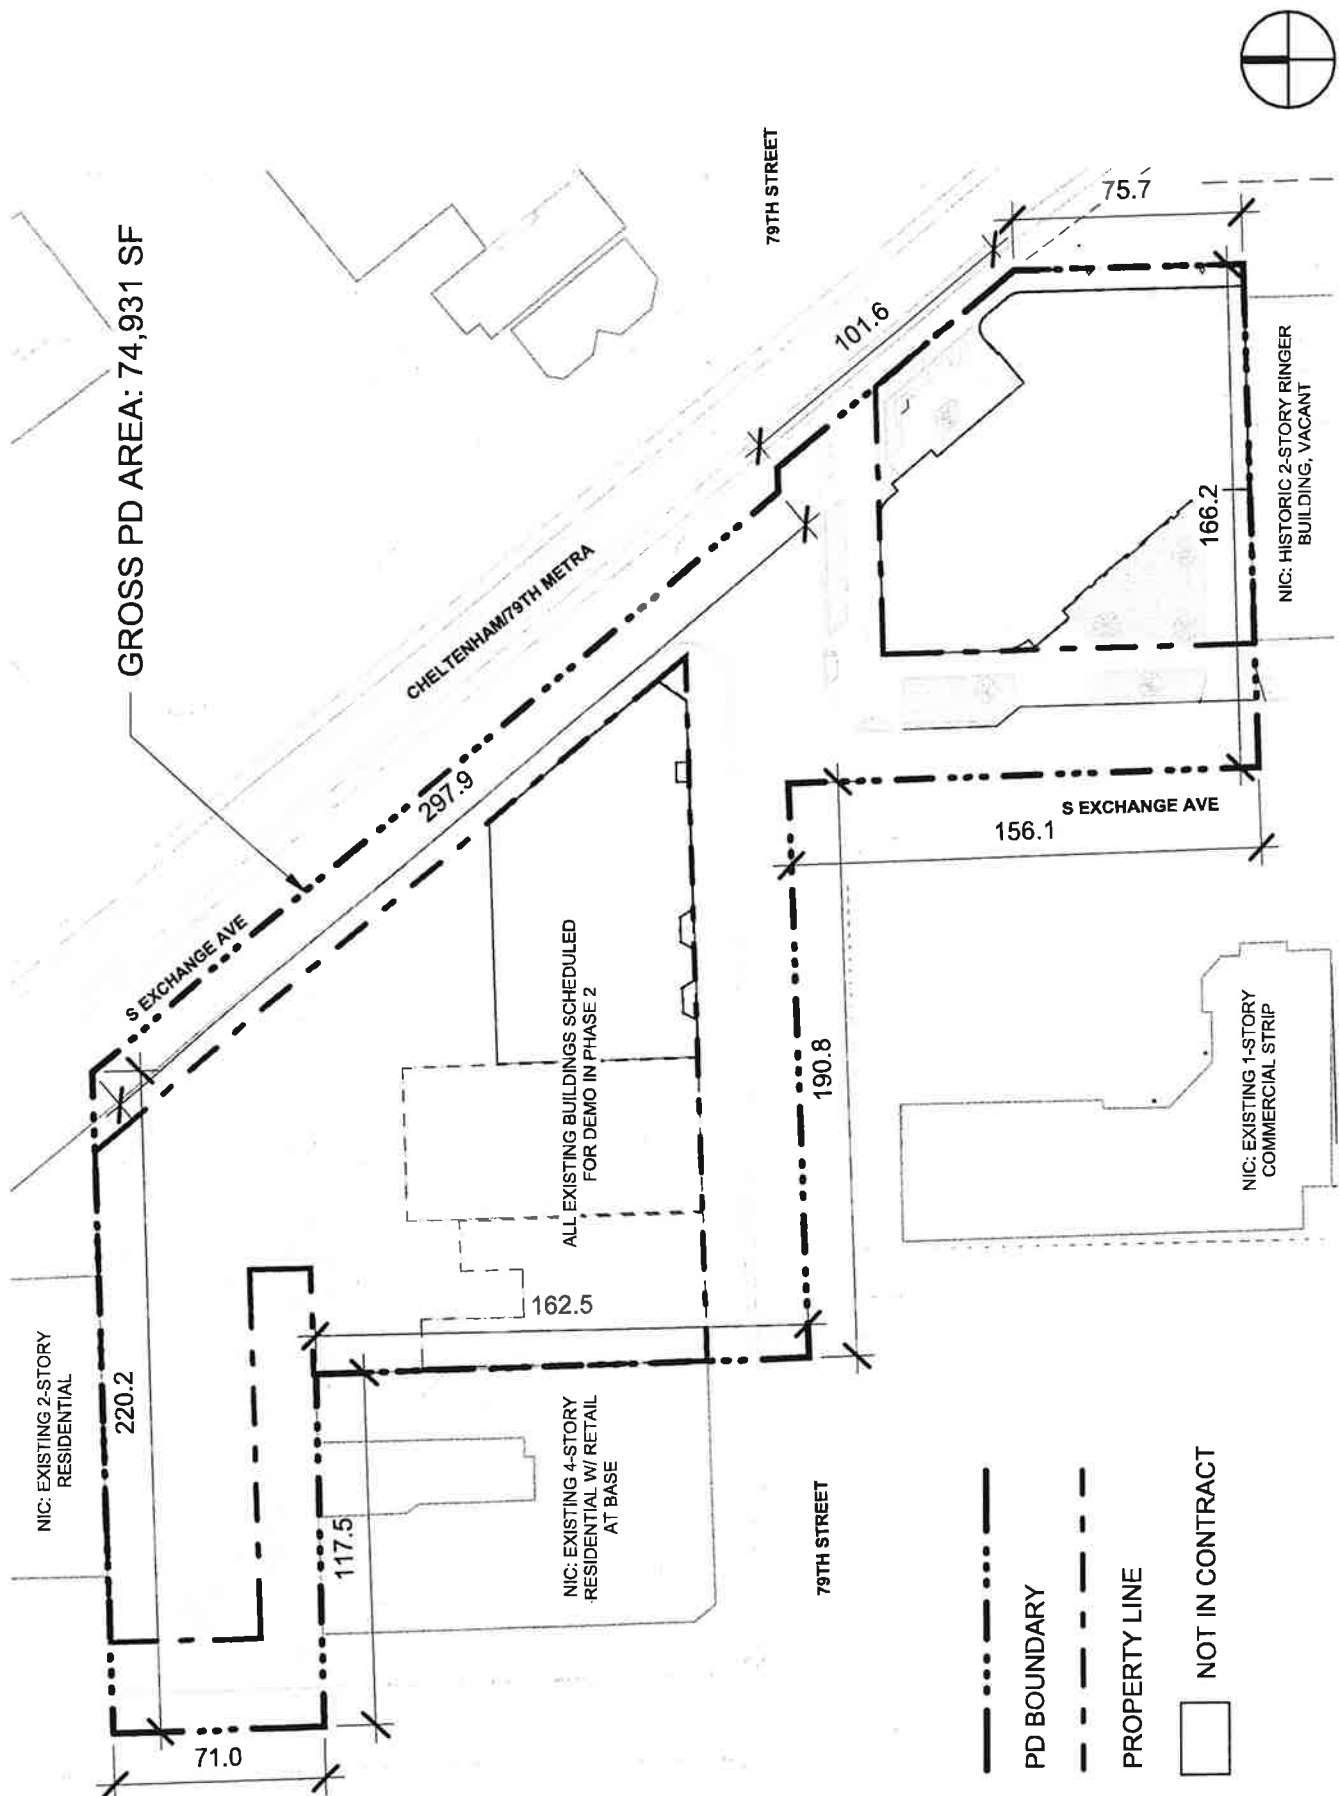 GROSS PD AREA: 74,931 SF
79TH STREET
75.7
101.6
CHELTENHAM/79TH METRA
297.9
S EXCHANGE AVE
166.2
NIC: HISTORIC 2-STORY RINGER
BUILDING, VACANT
S EXCHANGE AVE
156.1
190.8
ALL EXISTING BUILDINGS SCHEDULED
FOR DEMO IN PHASE 2
162.5
NIC: EXISTING 1-STORY
COMMERCIAL STRIP
NIC: EXISTING 2-STORY
RESIDENTIAL
220.2
117.5
71.0
NIC: EXISTING 4-STORY
RESIDENTIAL W/ RETAIL
AT BASE
79TH STREET
PD BOUNDARY
PROPERTY LINE
NOT IN CONTRACT